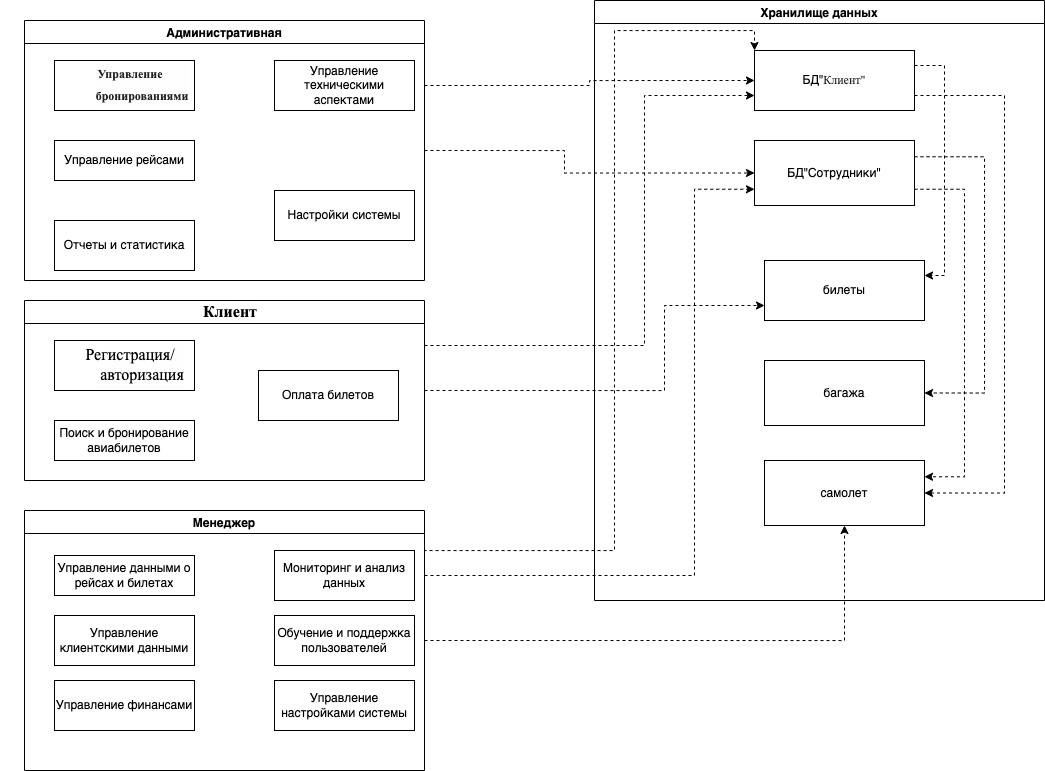 Административная
Управление
бронированиями
Управление
техническими
аспектами
Управление рейсами
Настройки системы
Отчеты и статистика
Клиент
Регистрация/
авторизация
Оплата билетов
Поиск и бронирование
авиабилетов
Менеджер
Управление данными о
рейсах и билетах
Мониторинг и анализ
данных
Управление
клиентскими данными
Обучение и поддержка
пользователей
Управление финансами
Управление
настройками системы
Хранилище данных
БД"Клиент"
БД"Сотрудники"
билеты
багажа
самолет